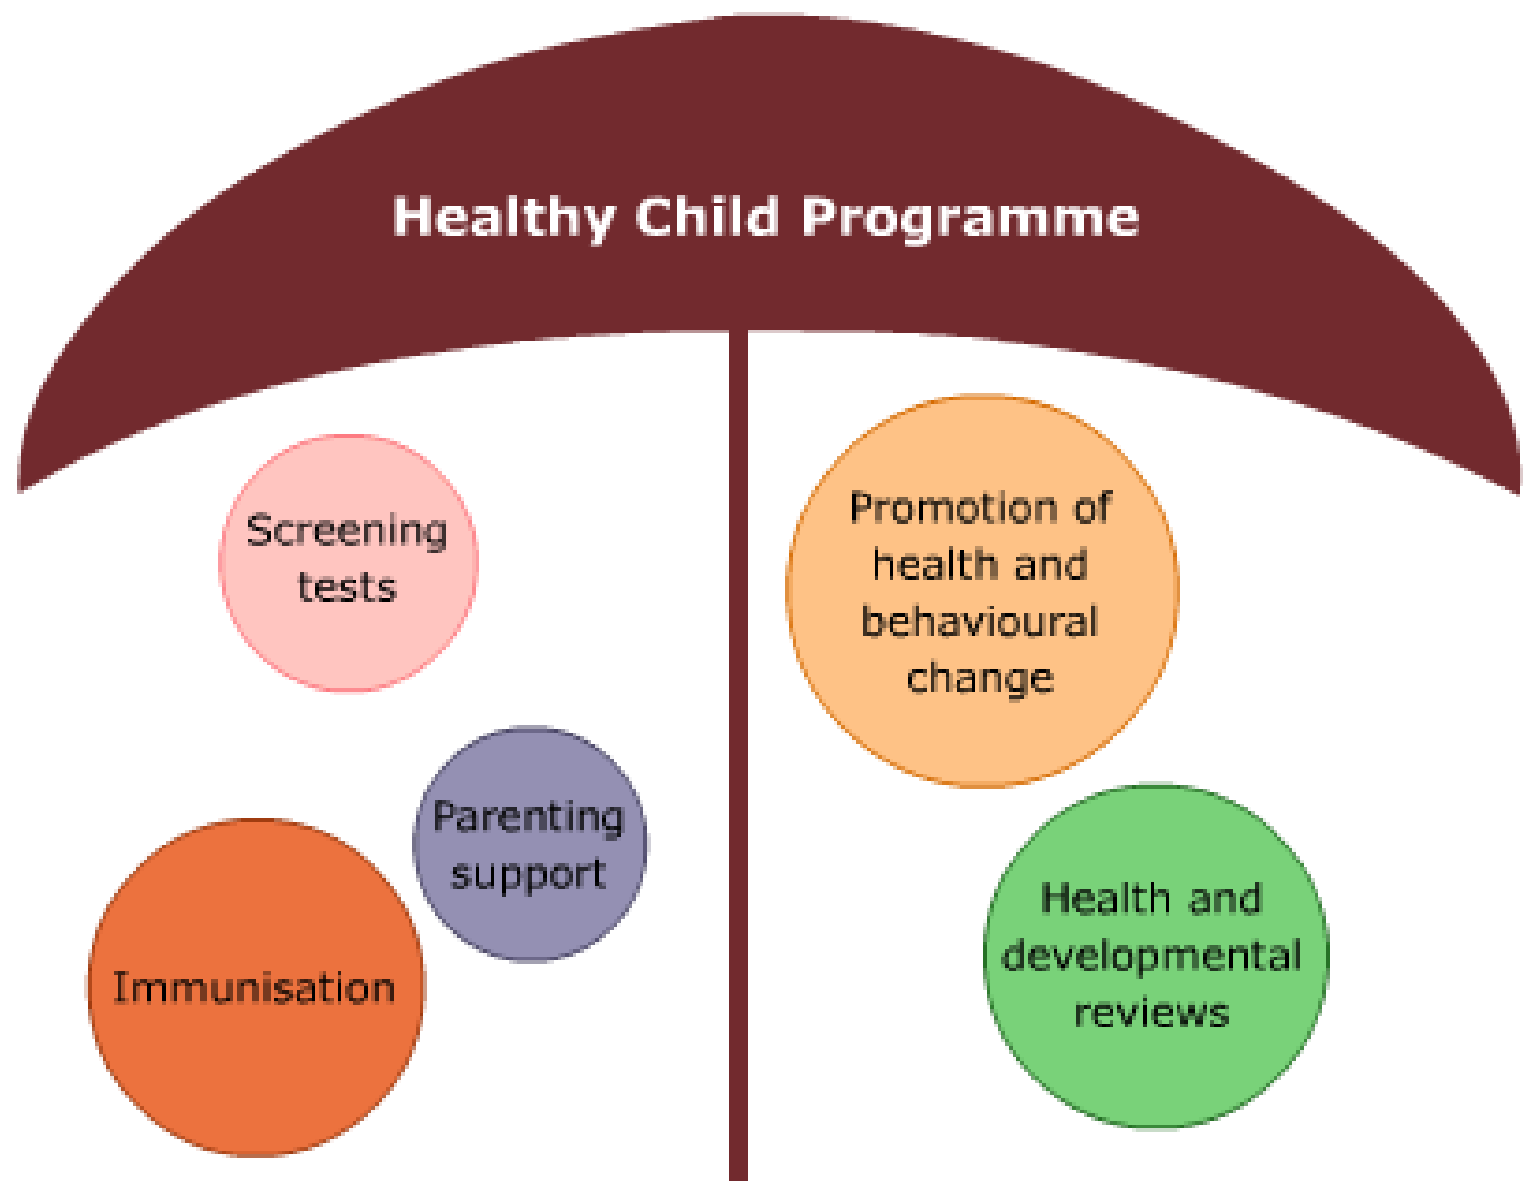 Healthy Child Programme
Screening
tests
Promotion of
health and
behavioural
change
Parenting
support
Immunisation
Health and
developmental
reviews